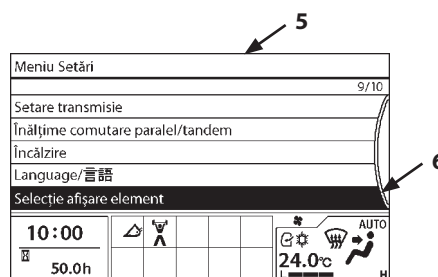 5
Meniu Setări
9/10
Setare transmisie
Înălțime comutare paralel/tandem
Încălzire
6
Language/言語
Selecție afișare element
10:00
AUTO
50.0h
24.0℃
L H